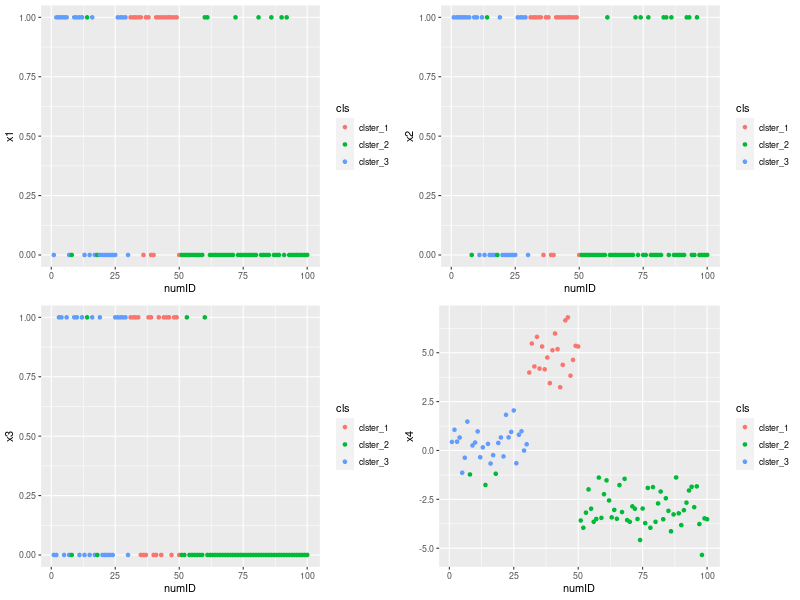 1.00
0.75
0.50
0.25
0.00
x1
0 25 50 75 100
numID
cls
clster_1
clster_2
clster_3
1.00
0.75
0.50
0.25
0.00
x2
0 25 50 75 100
numID
cls
clster_1
clster_2
clster_3
1.00
0.75
0.50
0.25
0.00
x3
0 25 50 75 100
numID
cls
clster_1
clster_2
clster_3
5.0
2.5
0.0
-2.5
-5.0
x4
0 25 50 75 100
numID
cls
clster_1
clster_2
clster_3